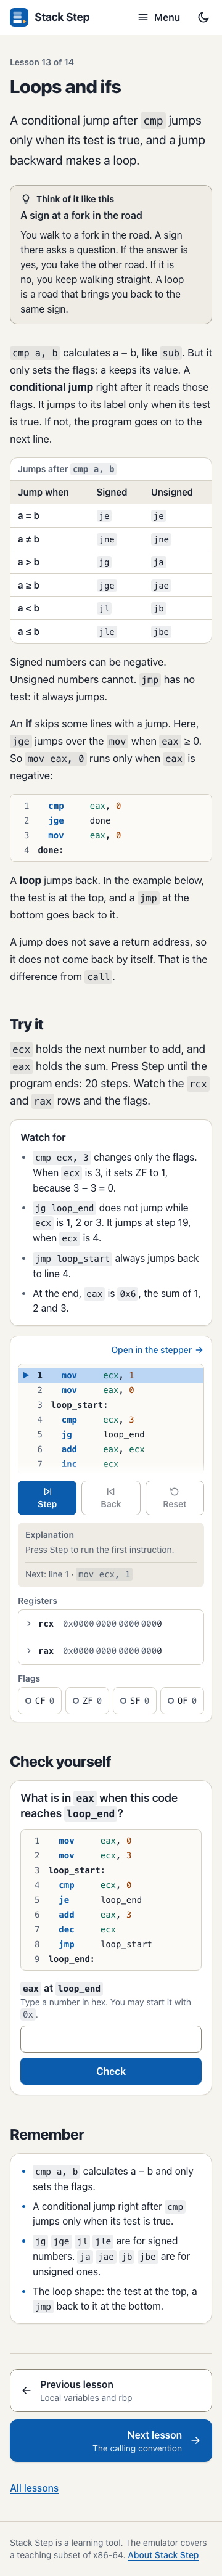 Stack Step
Menu
Lesson 13 of 14
Loops and ifs
A conditional jump after cmp jumps
only when its test is true, and a jump
backward makes a loop.
Think of it like this
A sign at a fork in the road
You walk to a fork in the road. A sign
there asks a question. If the answer is
yes, you take the other road. If it is
no, you keep walking straight. A loop
is a road that brings you back to the
same sign.
cmp a, b calculates a − b, like sub. But it
only sets the flags: a keeps its value. A
conditional jump right after it reads those
flags. It jumps to its label only when its test
is true. If not, the program goes on to the
next line.
Jumps after cmp a, b
Jump when Signed Unsigned
a = b je je
a ≠ b jne jne
a > b jg ja
a ≥ b jge jae
a < b jl jb
a ≤ b jle jbe
Signed numbers can be negative.
Unsigned numbers cannot. jmp has no
test: it always jumps.
An if skips some lines with a jump. Here,
jge jumps over the mov when eax ≥ 0.
So mov eax, 0 runs only when eax is
negative:
1 cmp eax, 0
2 jge done
3 mov eax, 0
4 done:
A loop jumps back. In the example below,
the test is at the top, and a jmp at the
bottom goes back to it.
A jump does not save a return address, so
it does not come back by itself. That is the
difference from call.
Try it
ecx holds the next number to add, and
eax holds the sum. Press Step until the
program ends: 20 steps. Watch the rcx
and rax rows and the flags.
Watch for
cmp ecx, 3 changes only the flags.
When ecx is 3, it sets ZF to 1,
because 3 − 3 = 0.
jg loop_end does not jump while
ecx is 1, 2 or 3. It jumps at step 19,
when ecx is 4.
jmp loop_start always jumps back
to line 4.
At the end, eax is 0x6, the sum of 1,
2 and 3.
Open in the stepper →
1 mov ecx, 1
2 mov eax, 0
3 loop_start:
4 cmp ecx, 3
5 jg loop_end
6 add eax, ecx
7 inc ecx
Step
Back
Reset
Explanation
Press Step to run the first instruction.
Next: line 1 · mov ecx, 1
Registers
rcx 0x0000 0000 0000 0000
rax 0x0000 0000 0000 0000
Flags
CF 0 ZF 0 SF 0 OF 0
Check yourself
What is in eax when this code
reaches loop_end?
1 mov eax, 0
2 mov ecx, 3
3 loop_start:
4 cmp ecx, 0
5 je loop_end
6 add eax, 3
7 dec ecx
8 jmp loop_start
9 loop_end:
eax at loop_end
Type a number in hex. You may start it with
0x.
Check
Remember
cmp a, b calculates a − b and only
sets the flags.
A conditional jump right after cmp
jumps only when its test is true.
jg jge jl jle are for signed
numbers. ja jae jb jbe are for
unsigned ones.
The loop shape: the test at the top, a
jmp back to it at the bottom.
← Previous lesson
Local variables and rbp
Next lesson →
The calling convention
All lessons
Stack Step is a learning tool. The emulator covers
a teaching subset of x86-64. About Stack Step